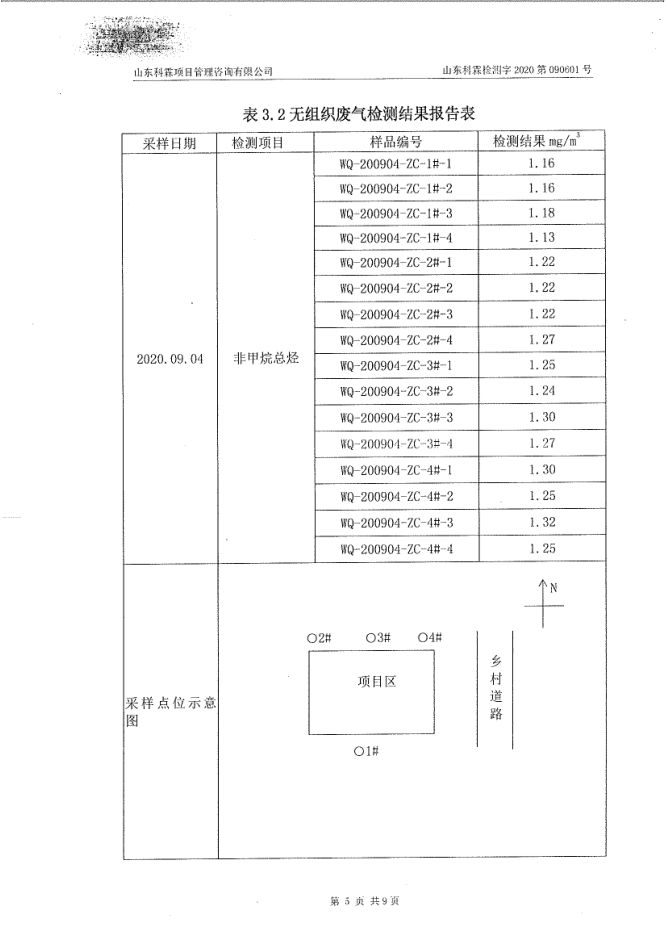 山东科霖项目管理咨询有限公司 山东科霖检测字 2020 第 090601 号
表 3.2 无组织废气检测结果报告表
采样日期 检测项目 样品编号 检测结果 mg/m³
WQ-200904-ZC-1#-1 1.16
WQ-200904-ZC-1#-2 1.16
WQ-200904-ZC-1#-3 1.18
WQ-200904-ZC-1#-4 1.13
WQ-200904-ZC-2#-1 1.22
WQ-200904-ZC-2#-2 1.22
WQ-200904-ZC-2#-3 1.22
WQ-200904-ZC-2#-4 1.27
2020.09.04 非甲烷总烃
WQ-200904-ZC-3#-1 1.25
WQ-200904-ZC-3#-2 1.24
WQ-200904-ZC-3#-3 1.30
WQ-200904-ZC-3#-4 1.27
WQ-200904-ZC-4#-1 1.30
WQ-200904-ZC-4#-2 1.25
WQ-200904-ZC-4#-3 1.32
WQ-200904-ZC-4#-4 1.25
采样点位示意
图
N
○2# ○3# ○4#
项目区
乡
村
道
路
○1#
第 5 页 共 9 页